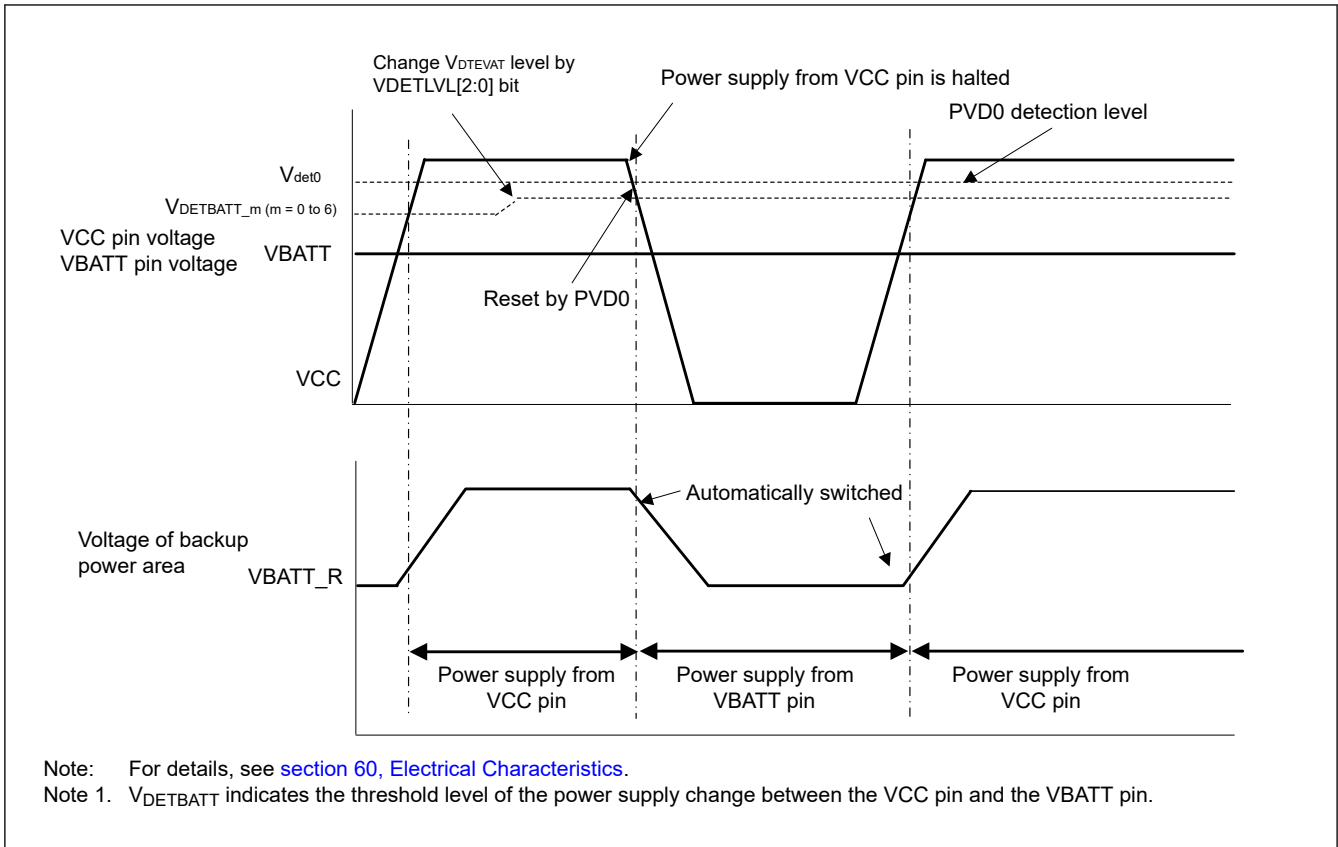 Change VDTEVAT level by
VDETLVL[2:0] bit
Power supply from VCC pin is halted
PVD0 detection level
Vdet0
VDETBATT_m (m = 0 to 6)
VCC pin voltage
VBATT pin voltage
VBATT
Reset by PVD0
VCC
Automatically switched
Voltage of backup
power area
VBATT_R
Power supply from
VCC pin
Power supply from
VBATT pin
Power supply from
VCC pin
Note: For details, see section 60, Electrical Characteristics.
Note 1. VDETBATT indicates the threshold level of the power supply change between the VCC pin and the VBATT pin.